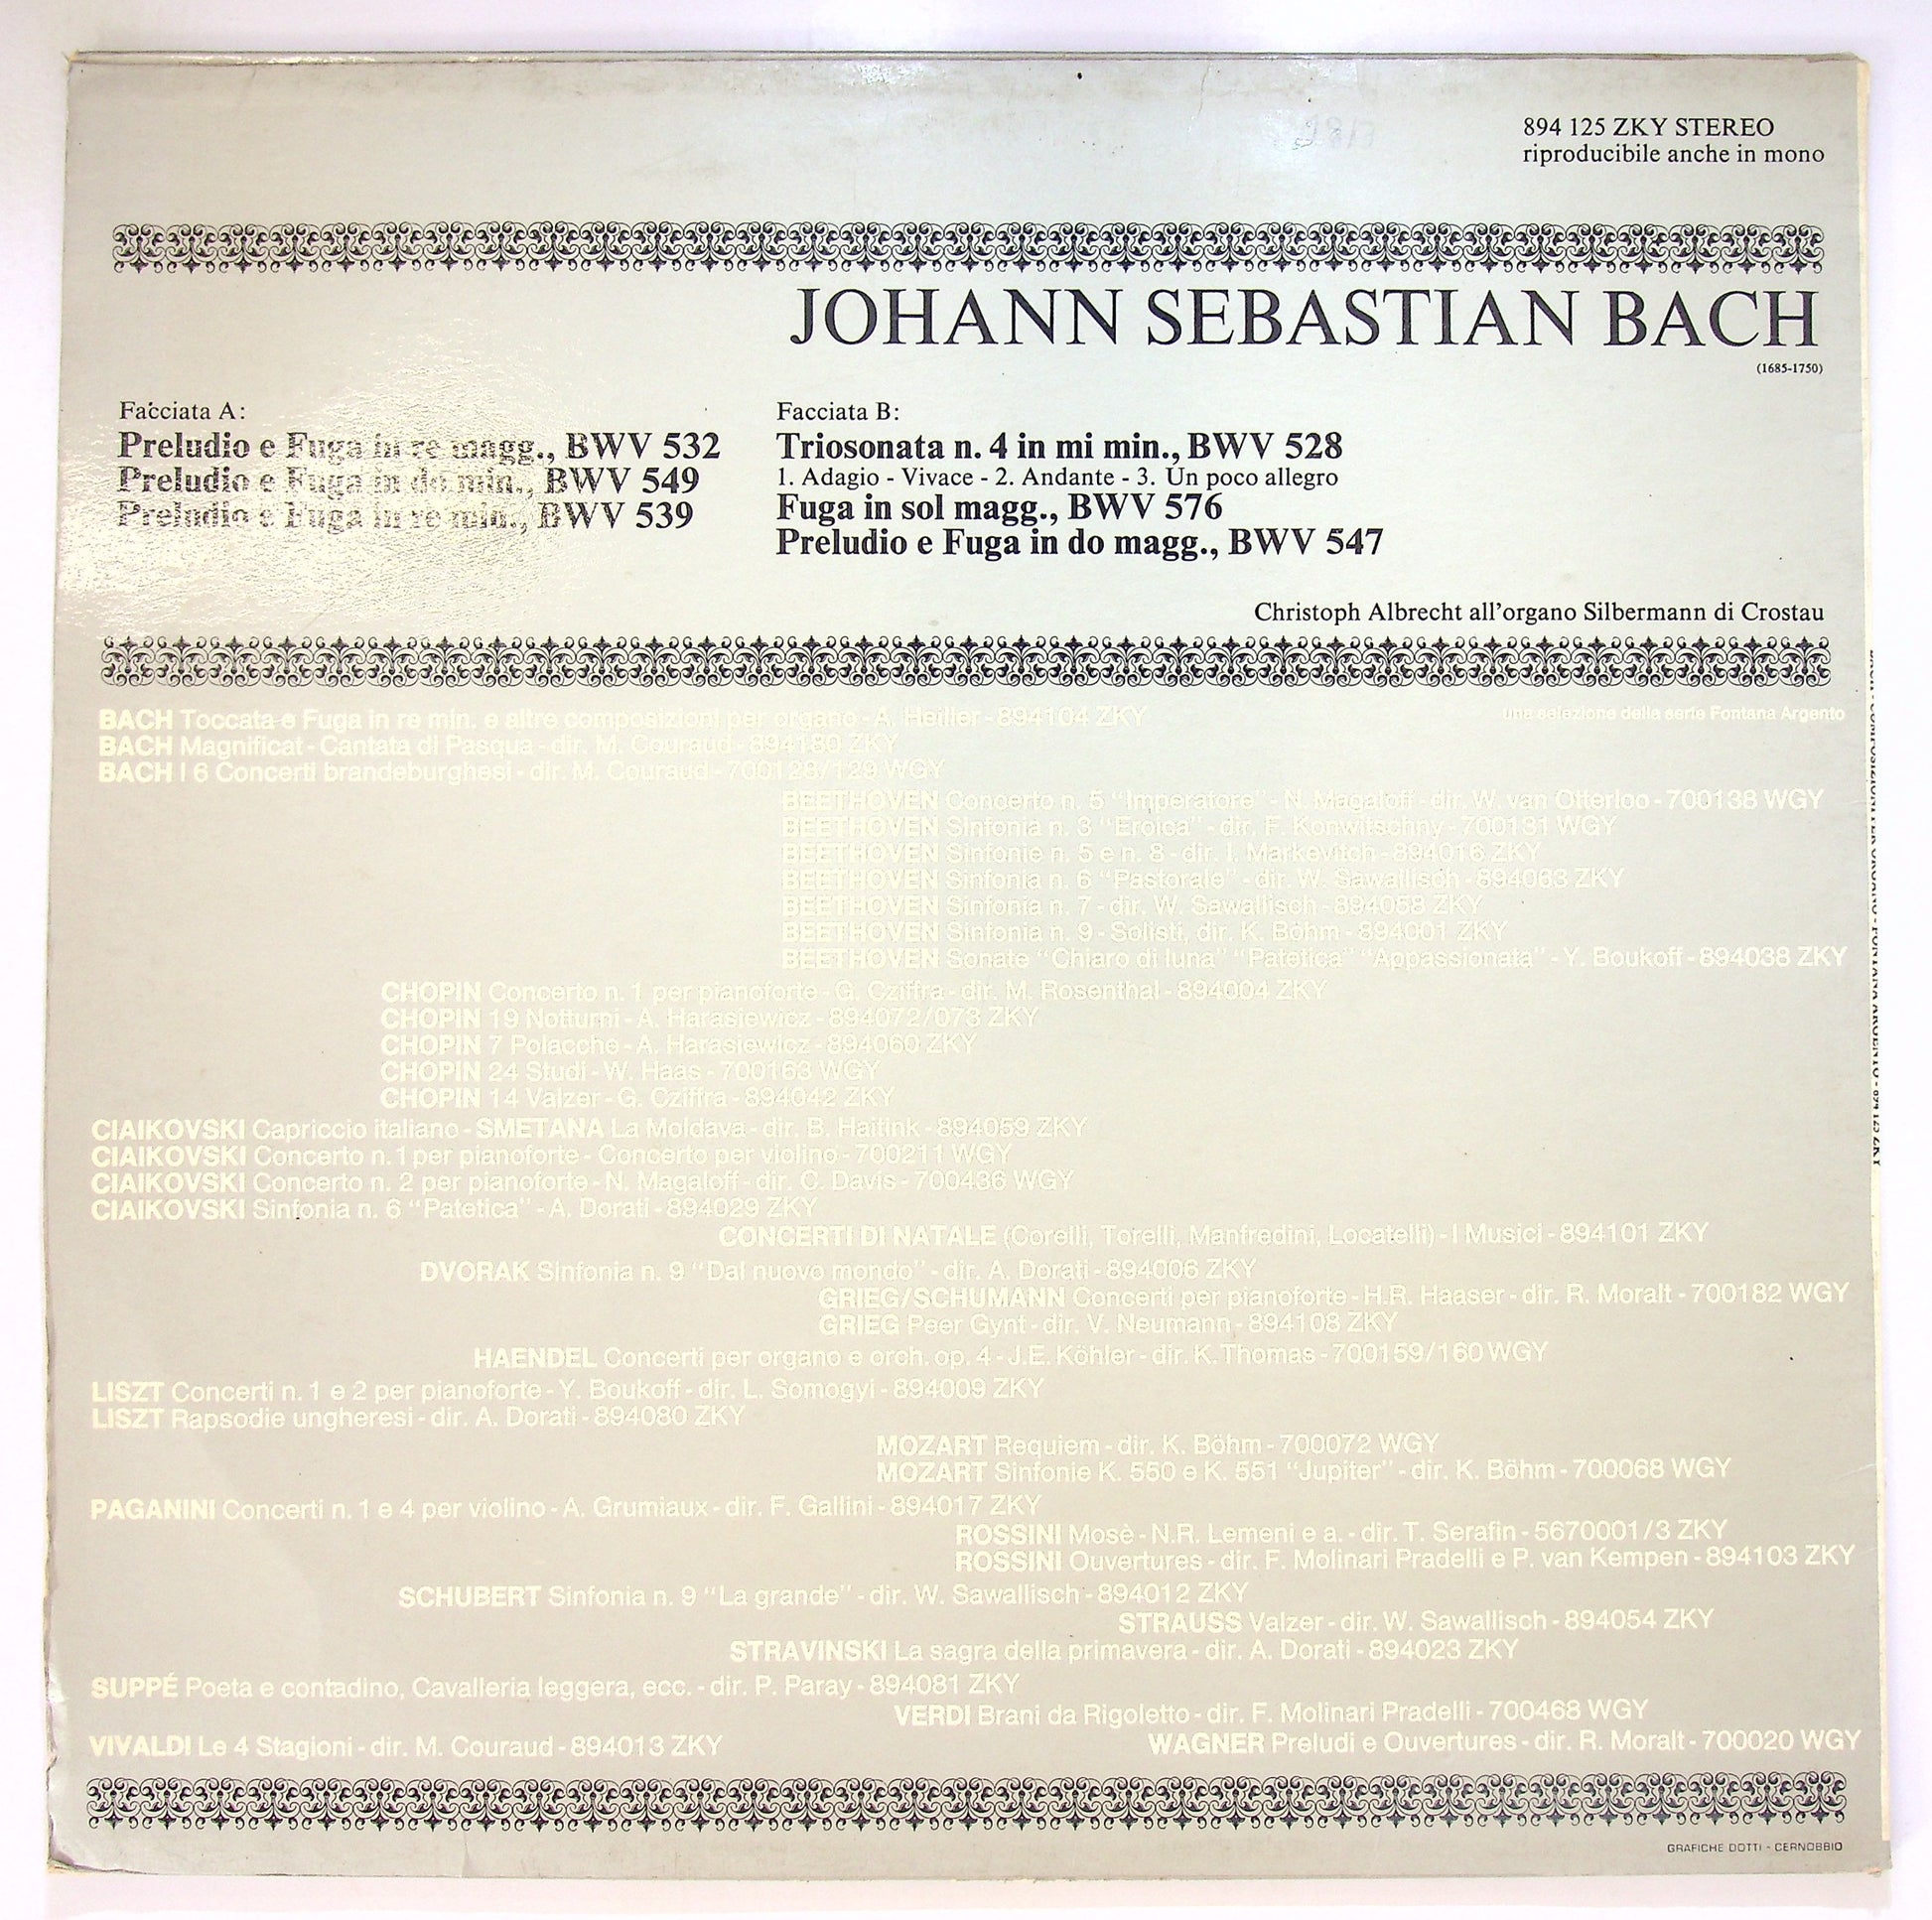 894 125 ZKY STEREO
riproducibile anche in mono
JOHANN SEBASTIAN BACH
(1685-1750)
Facciata A:
Preludio e Fuga in re magg., BWV 532
Preludio e Fuga in do min., BWV 549
Preludio e Fuga in re min., BWV 539
Facciata B:
Triosonata n. 4 in mi min., BWV 528
1. Adagio - Vivace - 2. Andante - 3. Un poco allegro
Fuga in sol magg., BWV 576
Preludio e Fuga in do magg., BWV 547
Christoph Albrecht all'organo Silbermann di Crostau
una selezione della serie Fontana Argento
BACH Toccata e Fuga in re min. e altre composizioni per organo - A. Heiller - 894104 ZKY
BACH Magnificat - Cantata di Pasqua - dir. M. Couraud - 894180 ZKY
BACH I 6 Concerti brandeburghesi - dir. M. Couraud - 700128/129 WGY
BEETHOVEN Concerto n. 5 "Imperatore" - N. Magaloff - dir. W. van Otterloo - 700138 WGY
BEETHOVEN Sinfonia n. 3 "Eroica" - dir. F. Konwitschny - 700131 WGY
BEETHOVEN Sinfonie n. 5 e n. 8 - dir. I. Markevitch - 894016 ZKY
BEETHOVEN Sinfonia n. 6 "Pastorale" - dir. W. Sawallisch - 894063 ZKY
BEETHOVEN Sinfonia n. 7 - dir. W. Sawallisch - 894058 ZKY
BEETHOVEN Sinfonia n. 9 - Solisti, dir. K. Böhm - 894001 ZKY
BEETHOVEN Sonate "Chiaro di luna" "Patetica" "Appassionata" - Y. Boukoff - 894038 ZKY
CHOPIN Concerto n. 1 per pianoforte - G. Cziffra - dir. M. Rosenthal - 894004 ZKY
CHOPIN 19 Notturni - A. Harasiewicz - 894072/073 ZKY
CHOPIN 7 Polacche - A. Harasiewicz - 894060 ZKY
CHOPIN 24 Studi - W. Haas - 700163 WGY
CHOPIN 14 Valzer - G. Cziffra - 894042 ZKY
CIAIKOVSKI Capriccio italiano - SMETANA La Moldava - dir. B. Haitink - 894059 ZKY
CIAIKOVSKI Concerto n. 1 per pianoforte - Concerto per violino - 700211 WGY
CIAIKOVSKI Concerto n. 2 per pianoforte - N. Magaloff - dir. C. Davis - 700436 WGY
CIAIKOVSKI Sinfonia n. 6 "Patetica" - A. Dorati - 894029 ZKY
CONCERTI DI NATALE (Corelli, Torelli, Manfredini, Locatelli) - I Musici - 894101 ZKY
DVORAK Sinfonia n. 9 "Dal nuovo mondo" - dir. A. Dorati - 894006 ZKY
GRIEG/SCHUMANN Concerti per pianoforte - H.R. Haaser - dir. R. Moralt - 700182 WGY
GRIEG Peer Gynt - dir. V. Neumann - 894108 ZKY
HAENDEL Concerti per organo e orch. op. 4 - J.E. Köhler - dir. K. Thomas - 700159/160 WGY
LISZT Concerti n. 1 e 2 per pianoforte - Y. Boukoff - dir. L. Somogyi - 894009 ZKY
LISZT Rapsodie ungheresi - dir. A. Dorati - 894080 ZKY
MOZART Requiem - dir. K. Böhm - 700072 WGY
MOZART Sinfonie K. 550 e K. 551 "Jupiter" - dir. K. Böhm - 700068 WGY
PAGANINI Concerti n. 1 e 4 per violino - A. Grumiaux - dir. F. Gallini - 894017 ZKY
ROSSINI Mosè - N.R. Lemeni e a. - dir. T. Serafin - 5670001/3 ZKY
ROSSINI Ouvertures - dir. F. Molinari Pradelli e P. van Kempen - 894103 ZKY
SCHUBERT Sinfonia n. 9 "La grande" - dir. W. Sawallisch - 894012 ZKY
STRAUSS Valzer - dir. W. Sawallisch - 894054 ZKY
STRAVINSKI La sagra della primavera - dir. A. Dorati - 894023 ZKY
SUPPÉ Poeta e contadino, Cavalleria leggera, ecc. - dir. P. Paray - 894081 ZKY
VERDI Brani da Rigoletto - dir. F. Molinari Pradelli - 700468 WGY
VIVALDI Le 4 Stagioni - dir. M. Couraud - 894013 ZKY
WAGNER Preludi e Ouvertures - dir. R. Moralt - 700020 WGY
GRAFICHE DOTTI - CERNOBBIO